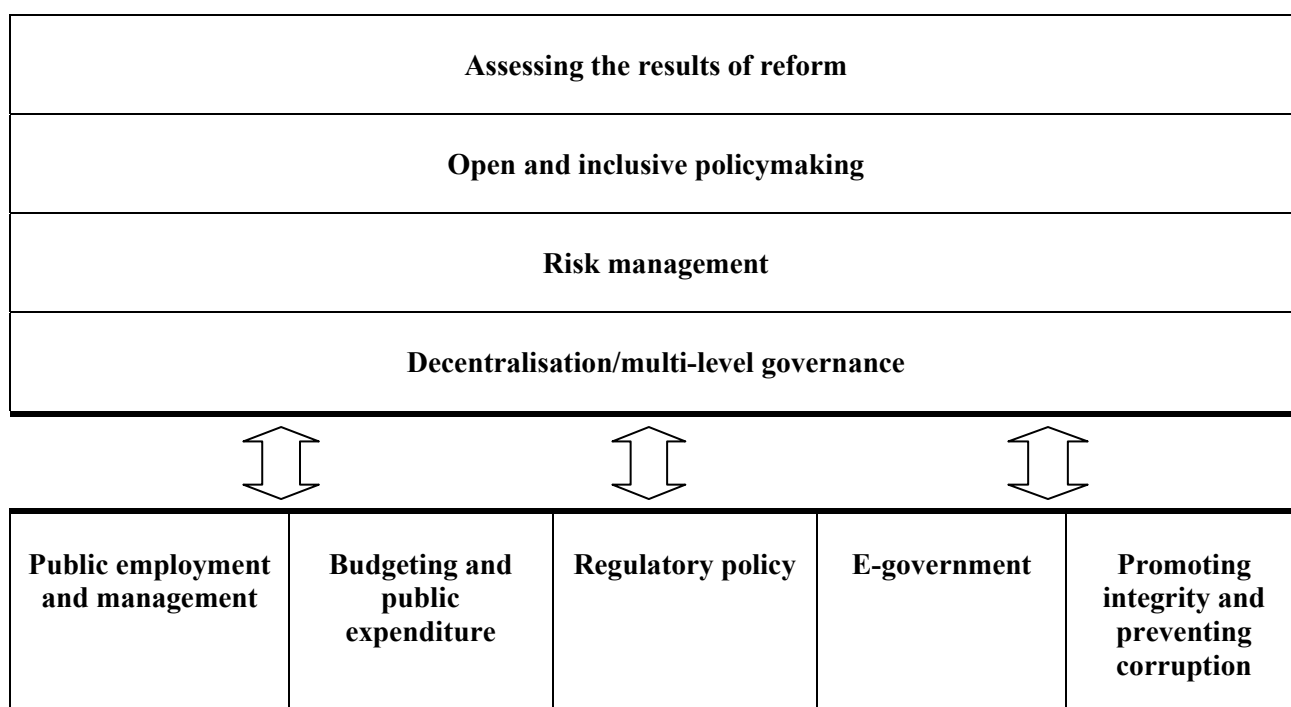 Assessing the results of reform
Open and inclusive policymaking
Risk management
Decentralisation/multi-level governance
Public employment
and management
Budgeting and
public
expenditure
Regulatory policy
E-government
Promoting
integrity and
preventing
corruption